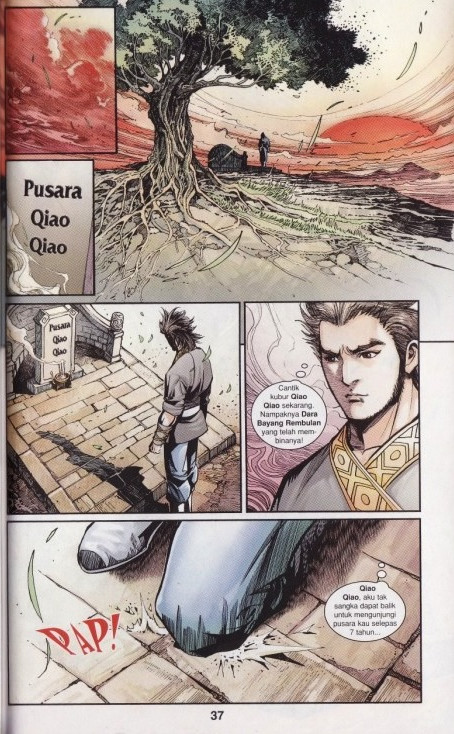 Pusara
Qiao
Qiao
Pusara
Qiao
Qiao
Cantik
kubur Qiao
Qiao sekarang.
Nampaknya Dara
Bayang Rembulan
yang telah mem-
binanya!
PAP!
Qiao
Qiao, aku tak
sangka dapat balik
untuk mengunjungi
pusara kau selepas
7 tahun...
37